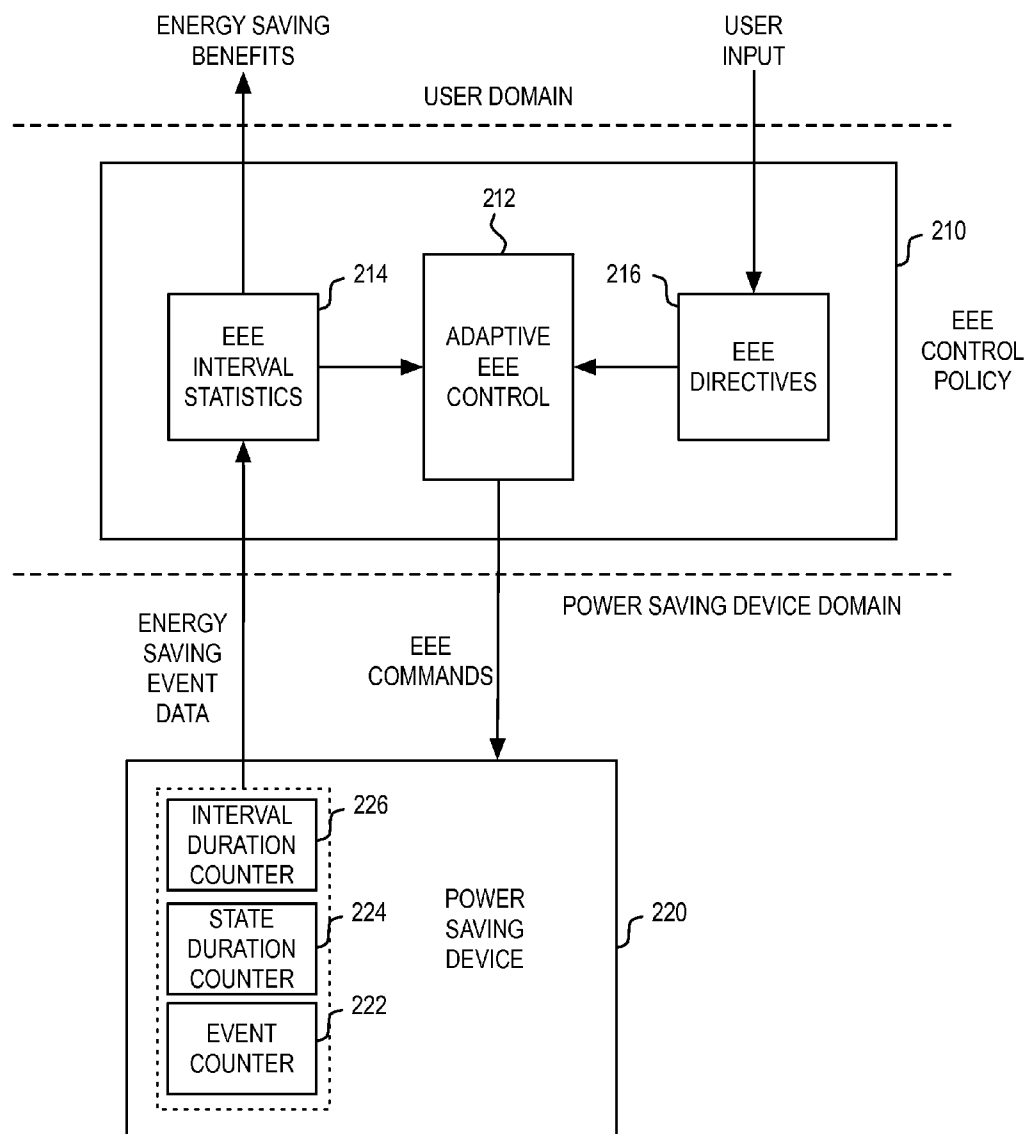 ENERGY SAVING
BENEFITS
USER
INPUT
USER DOMAIN
212
210
214
216
EEE
INTERVAL
STATISTICS
ADAPTIVE
EEE
CONTROL
EEE
DIRECTIVES
EEE
CONTROL
POLICY
POWER SAVING DEVICE DOMAIN
ENERGY
SAVING
EVENT
DATA
EEE
COMMANDS
INTERVAL
DURATION
COUNTER
226
STATE
DURATION
COUNTER
224
EVENT
COUNTER
222
POWER
SAVING
DEVICE
220